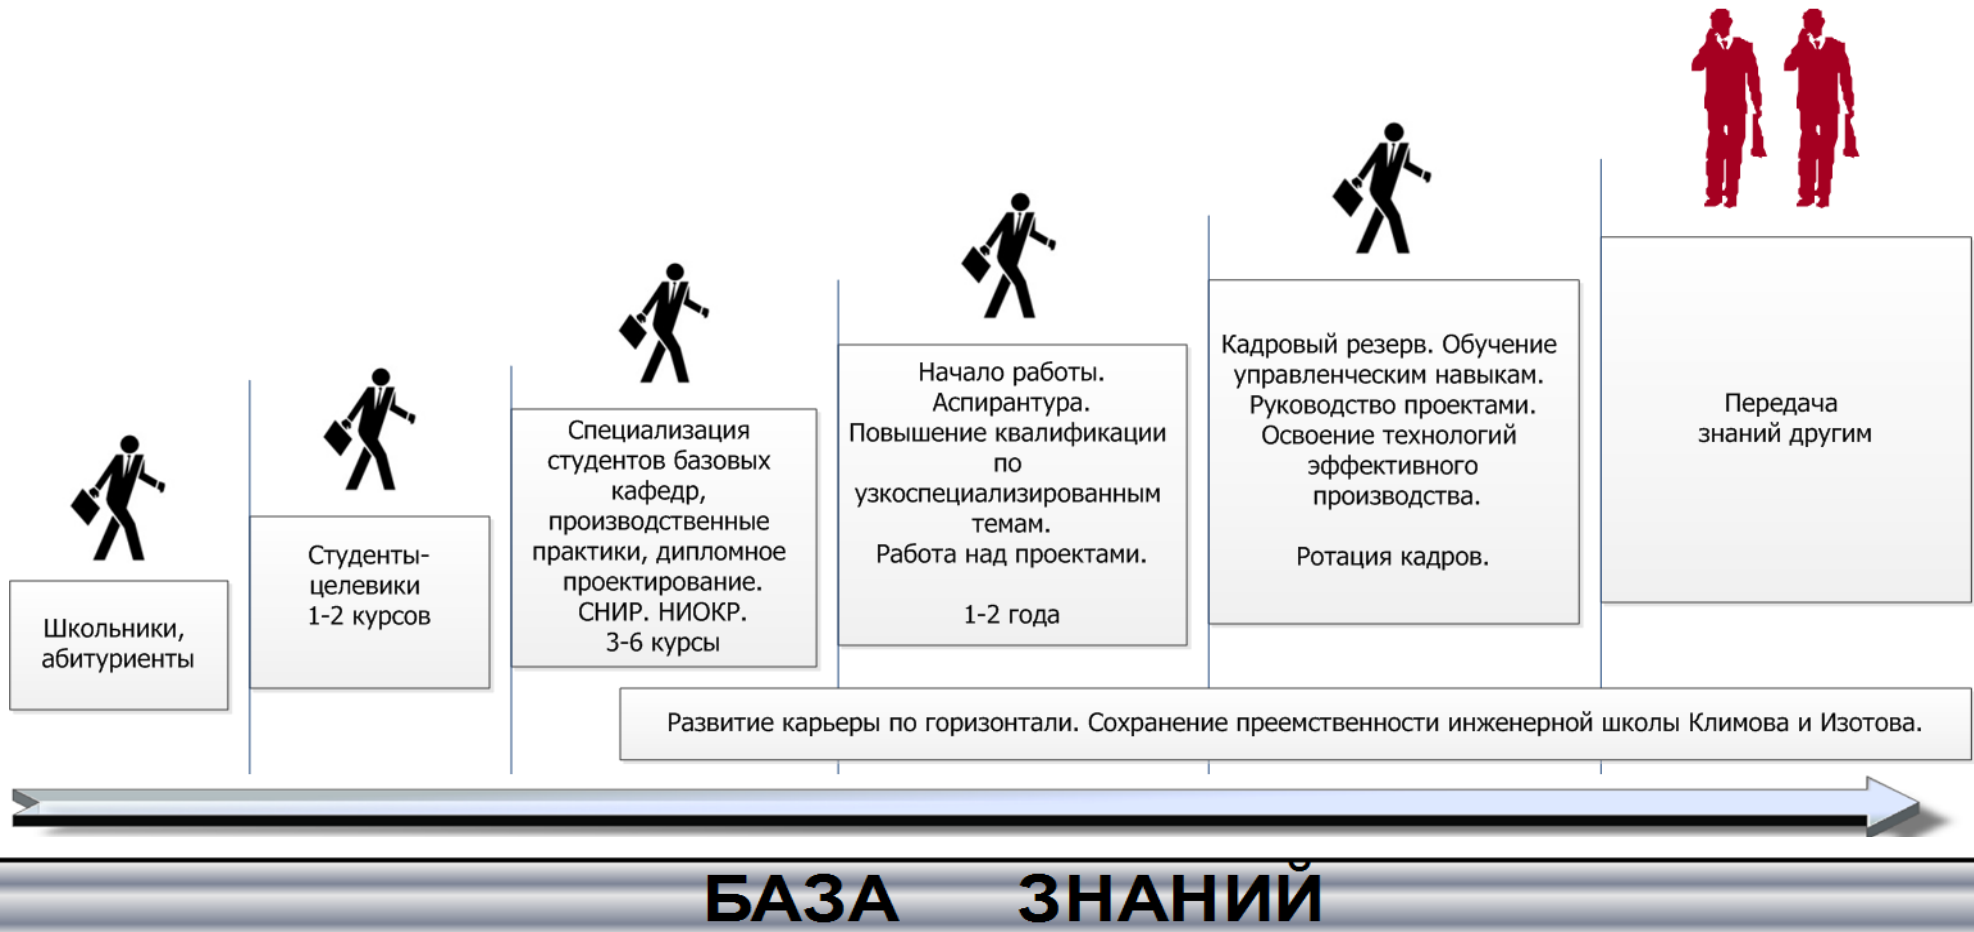 Школьники,
абитуриенты
Студенты-
целевики
1-2 курсов
Специализация
студентов базовых
кафедр,
производственные
практики, дипломное
проектирование.
СНИР. НИОКР.
3-6 курсы
Начало работы.
Аспирантура.
Повышение квалификации
по
узкоспециализированным
темам.
Работа над проектами.
1-2 года
Кадровый резерв. Обучение
управленческим навыкам.
Руководство проектами.
Освоение технологий
эффективного
производства.
Ротация кадров.
Передача
знаний другим
Развитие карьеры по горизонтали. Сохранение преемственности инженерной школы Климова и Изотова.
БАЗА ЗНАНИЙ